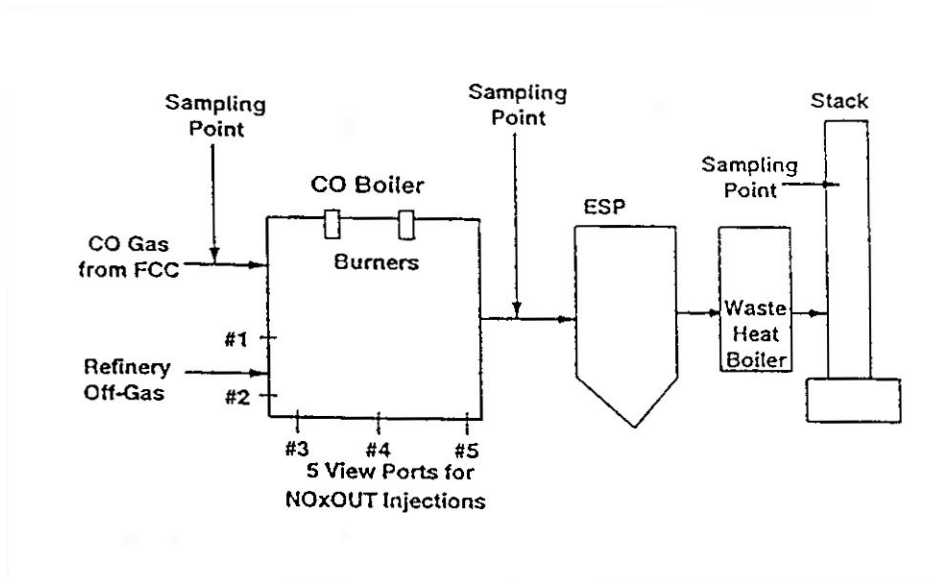 Sampling
Point
Sampling
Point
Stack
Sampling
Point
CO Boiler
ESP
CO Gas
from FCC
Burners
Waste
Heat
Boiler
#1
Refinery
Off-Gas
#2
#3
#4
#5
5 View Ports for
NOxOUT Injections